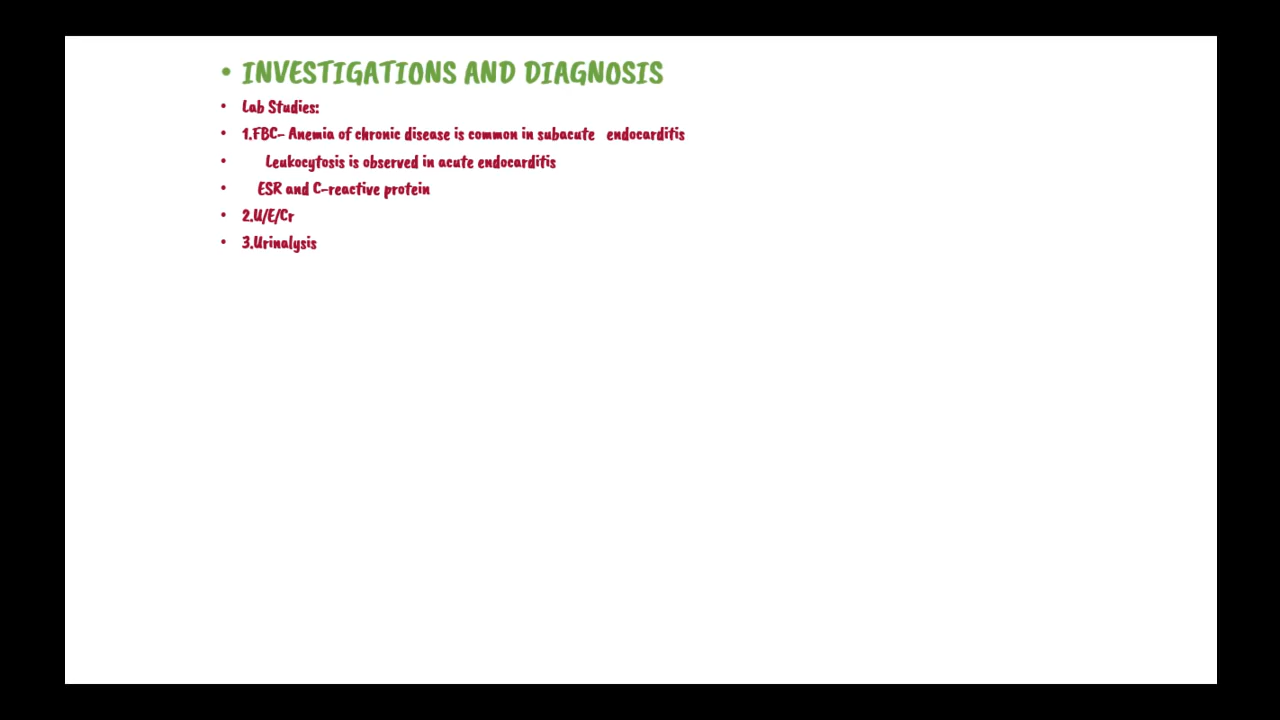 • INVESTIGATIONS AND DIAGNOSIS
• Lab Studies:
• 1.FBC- Anemia of chronic disease is common in subacute endocarditis
• Leukocytosis is observed in acute endocarditis
• ESR and C-reactive protein
• 2.U/E/Cr
• 3.Urinalysis